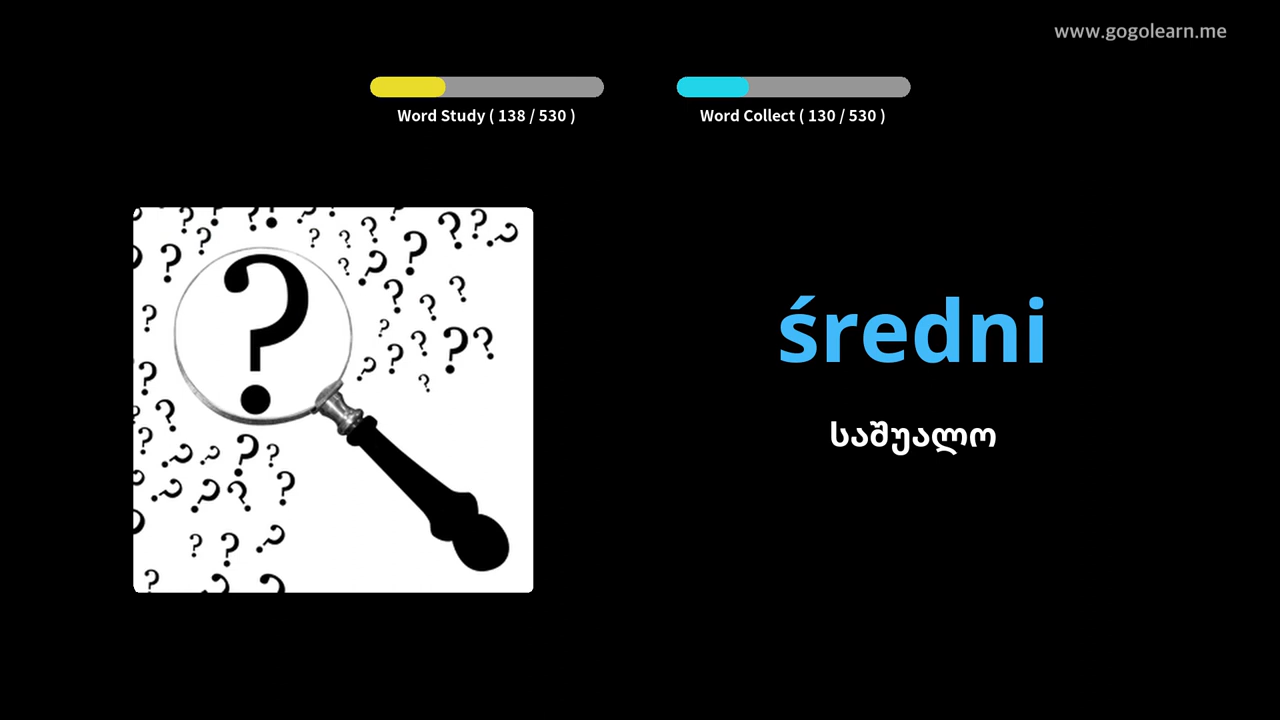 www.gogolearn.me
Word Study ( 138 / 530 )
Word Collect ( 130 / 530 )
średni
საშუალო